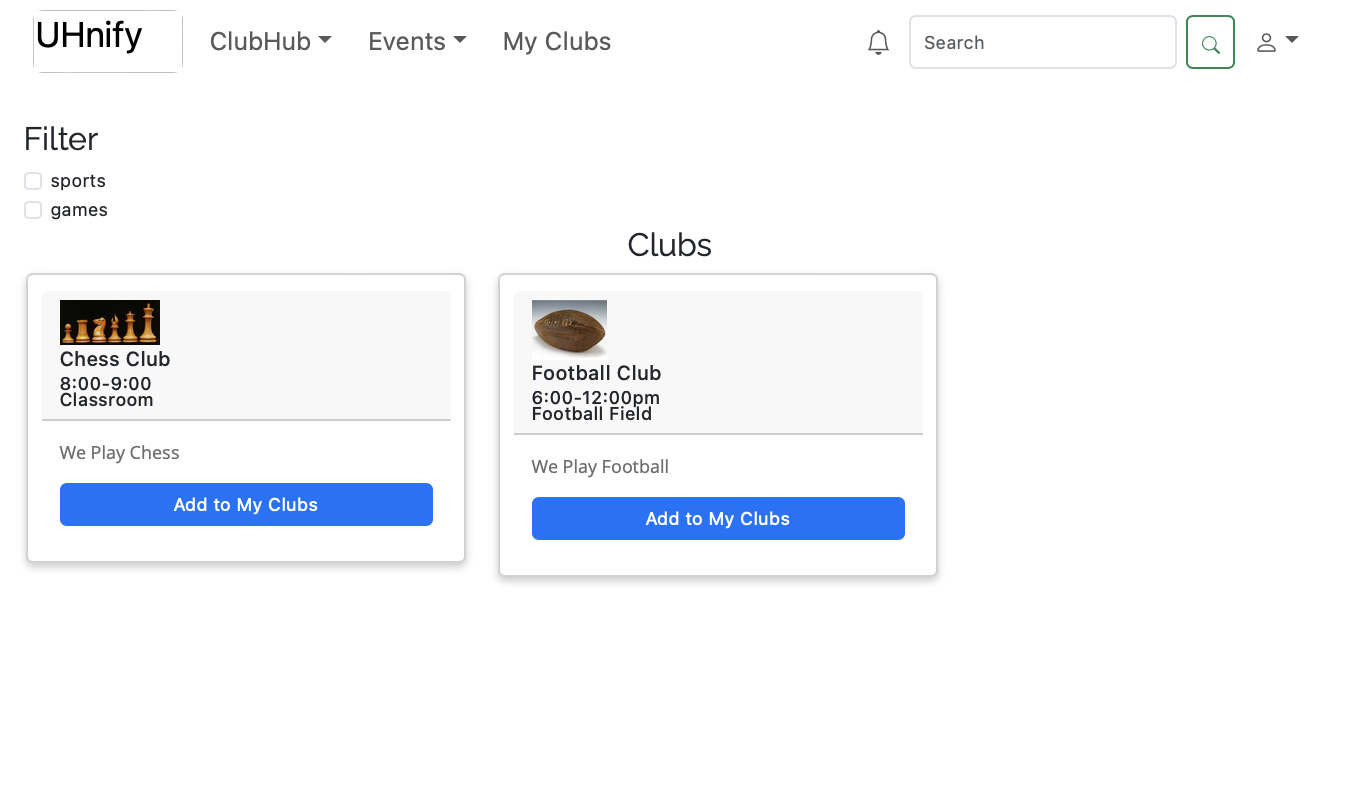 UHnify
ClubHub
Events
My Clubs
Search
Filter
sports
games
Clubs
Chess Club
8:00-9:00
Classroom
We Play Chess
Add to My Clubs
Football Club
6:00-12:00pm
Football Field
We Play Football
Add to My Clubs